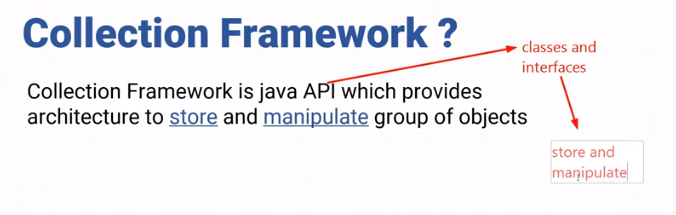 Collection Framework ?
classes and
interfaces
Collection Framework is java API which provides
architecture to store and manipulate group of objects
store and
manipulate